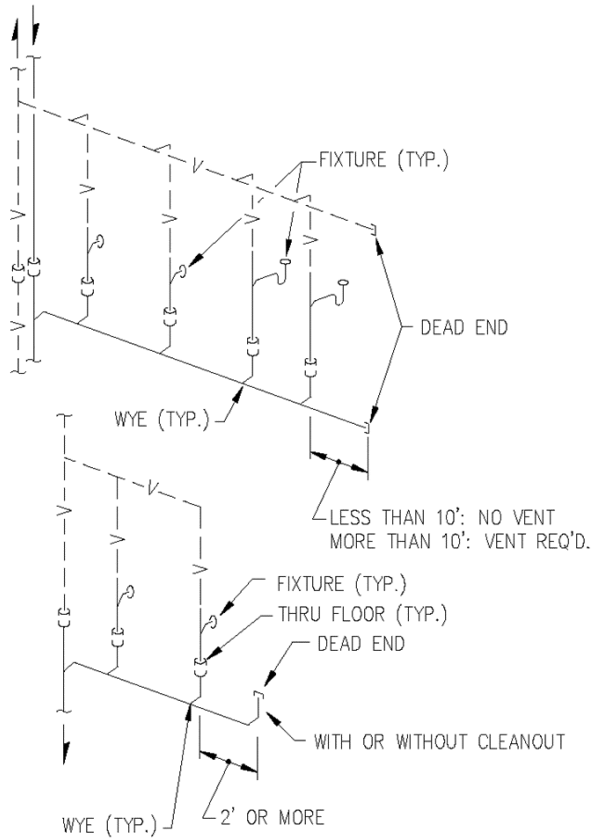 FIXTURE (TYP.)
V
V
V
V
V
V
DEAD END
V
WYE (TYP.)
LESS THAN 10': NO VENT
MORE THAN 10': VENT REQ'D.
V
V
V
V
FIXTURE (TYP.)
THRU FLOOR (TYP.)
DEAD END
WITH OR WITHOUT CLEANOUT
2' OR MORE
WYE (TYP.)